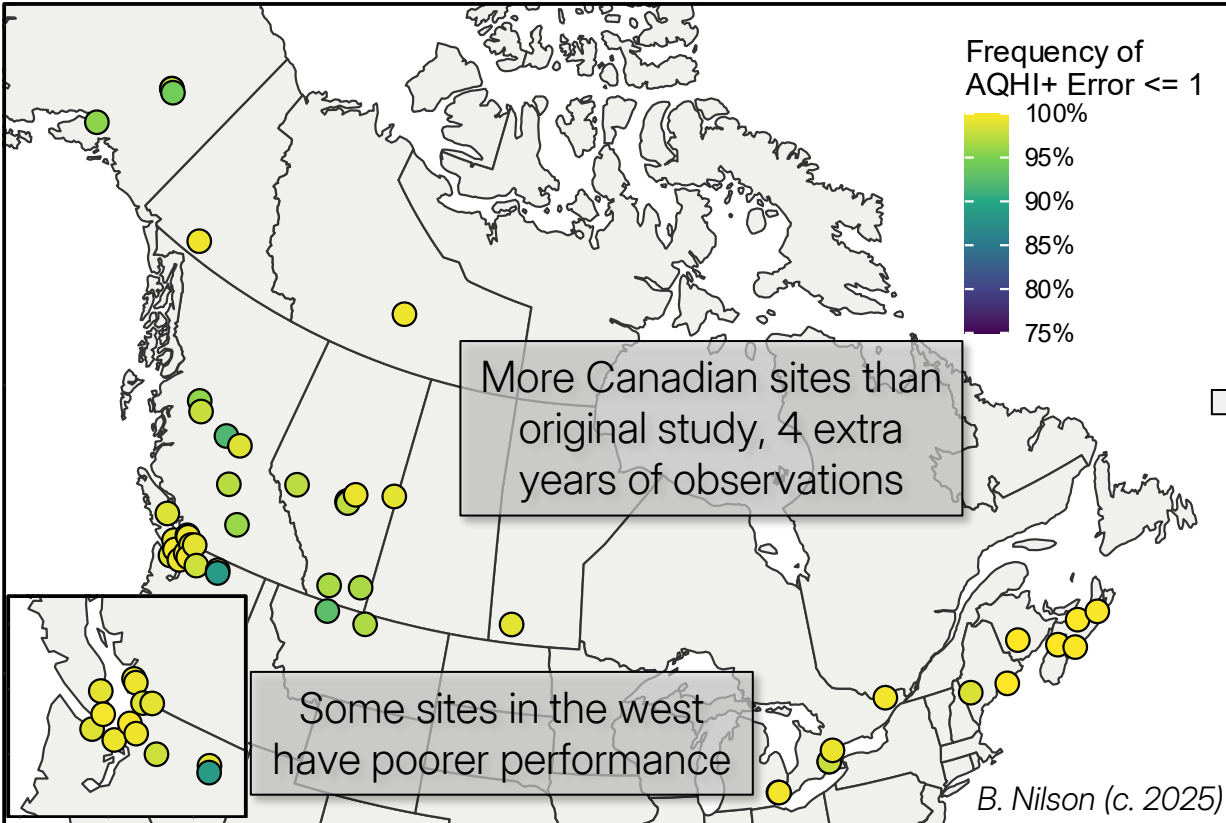 Frequency of
AQHI+ Error <= 1
100%
95%
90%
85%
80%
75%
More Canadian sites than
original study, 4 extra
years of observations
Some sites in the west
have poorer performance
B. Nilson (c. 2025)